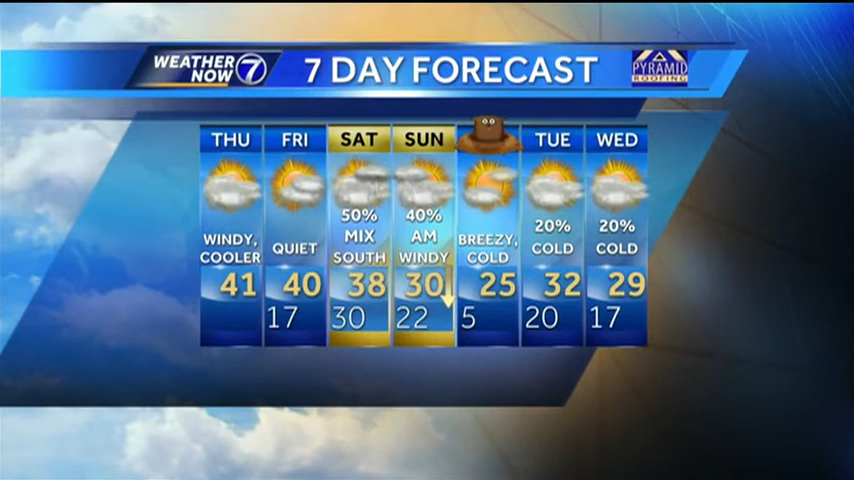 WEATHER
NOW 7
7 DAY FORECAST
PYRAMID
ROOFING
THU
FRI
SAT
SUN
TUE
WED
WINDY,
COOLER
QUIET
50%
MIX
SOUTH
40%
AM
WINDY
BREEZY,
COLD
20%
COLD
20%
COLD
41
40
38
30
25
32
29
17
30
22
5
20
17